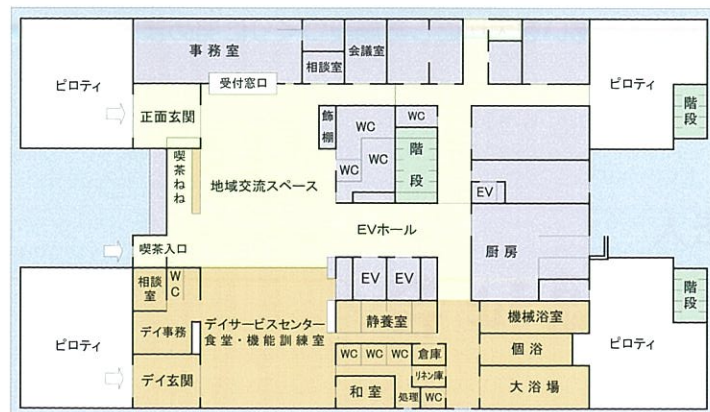 事務室
相談室
会議室
受付窓口
ピロティ
ピロティ
階段
正面玄関
飾棚
WC
WC
WC
WC
階段
喫茶ねね
地域交流スペース
EV
EVホール
厨房
喫茶入口
EV
EV
相談室
WC
デイサービスセンター
食堂・機能訓練室
静養室
機械浴室
階段
デイ事務
ピロティ
ピロティ
WC
WC
WC
倉庫
個浴
リネン庫
デイ玄関
和室
処理
WC
大浴場